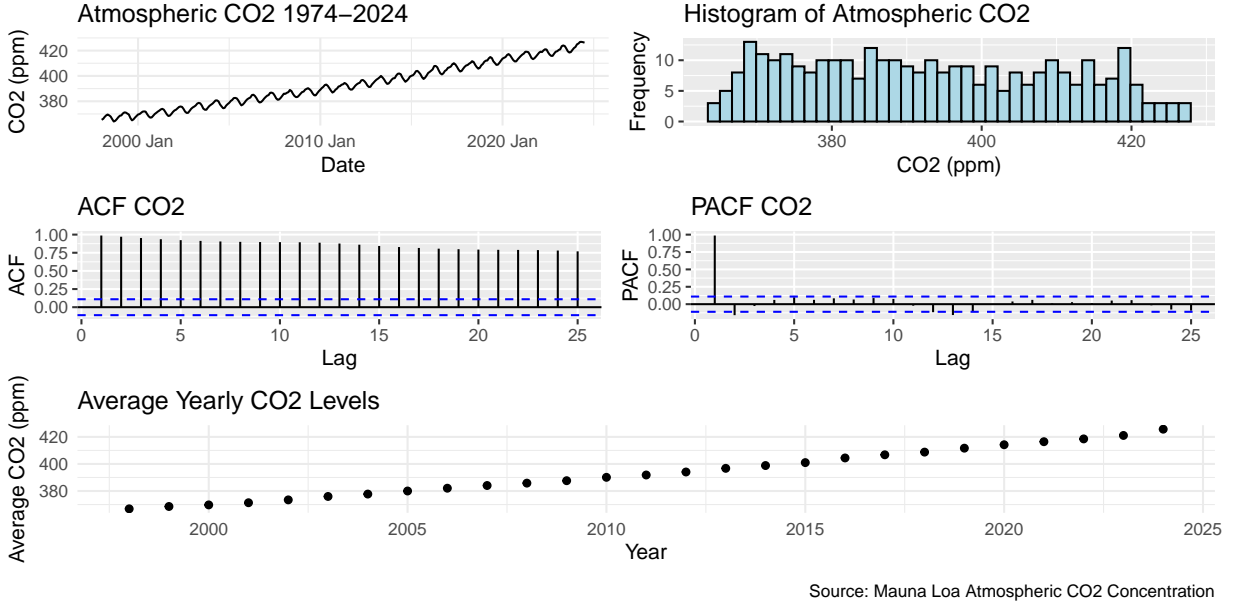 Atmospheric CO2 1974−2024
CO2 (ppm)
420
400
380
2000 Jan 2010 Jan 2020 Jan
Date
Histogram of Atmospheric CO2
Frequency
10
5
0
380 400 420
CO2 (ppm)
ACF CO2
ACF
1.00
0.75
0.50
0.25
0.00
0 5 10 15 20 25
Lag
PACF CO2
PACF
1.00
0.75
0.50
0.25
0.00
0 5 10 15 20 25
Lag
Average Yearly CO2 Levels
Average CO2 (ppm)
420
400
380
2000 2005 2010 2015 2020 2025
Year
Source: Mauna Loa Atmospheric CO2 Concentration